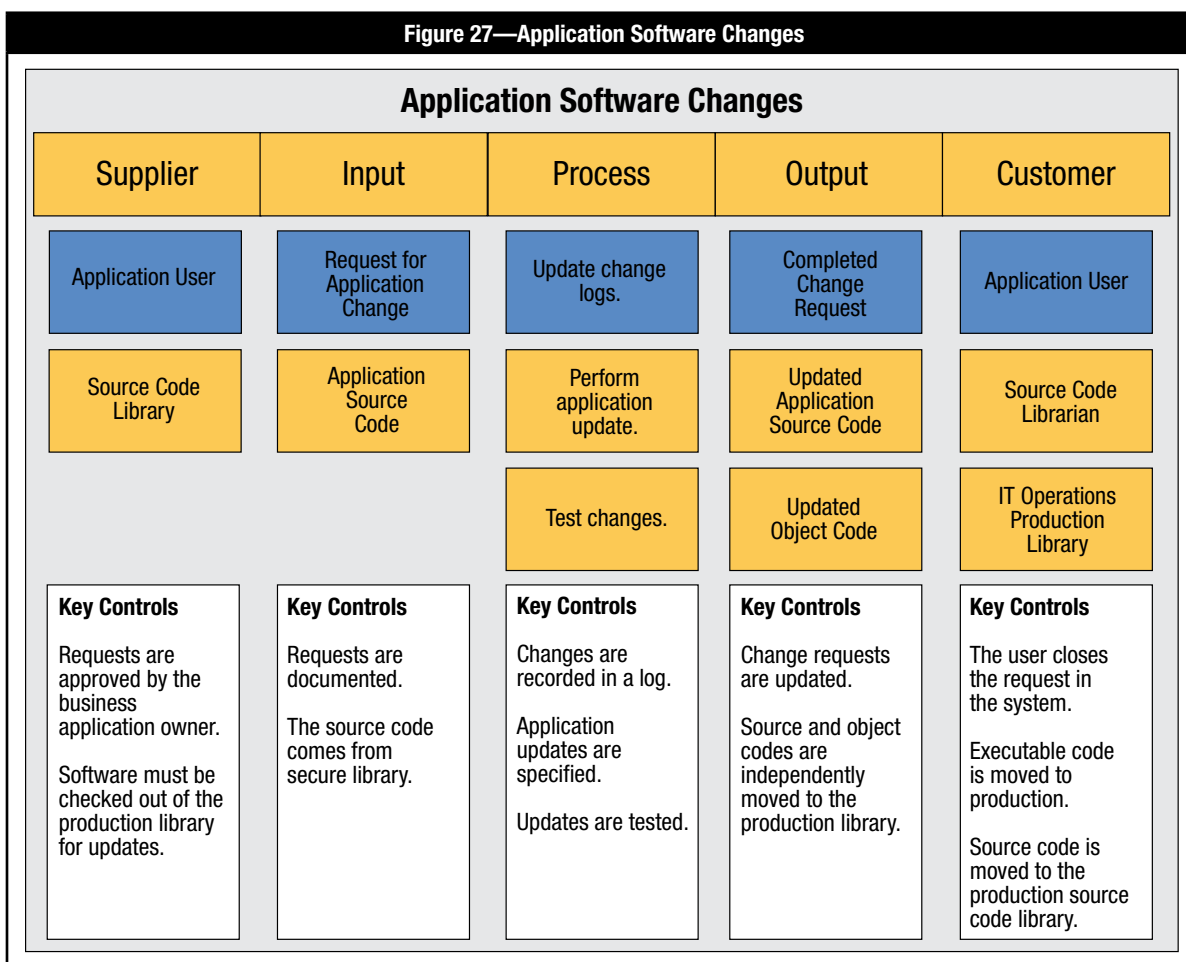 Figure 27—Application Software Changes
Application Software Changes
Supplier
Input
Process
Output
Customer
Application User
Request for
Application
Change
Update change
logs.
Completed
Change
Request
Application User
Source Code
Library
Application
Source
Code
Perform
application
update.
Updated
Application
Source Code
Source Code
Librarian
Test changes.
Updated
Object Code
IT Operations
Production
Library
Key Controls
Requests are
approved by the
business
application owner.
Software must be
checked out of the
production library
for updates.
Key Controls
Requests are
documented.
The source code
comes from
secure library.
Key Controls
Changes are
recorded in a log.
Application
updates are
specified.
Updates are tested.
Key Controls
Change requests
are updated.
Source and object
codes are
independently
moved to the
production library.
Key Controls
The user closes
the request in
the system.
Executable code
is moved to
production.
Source code is
moved to the
production source
code library.